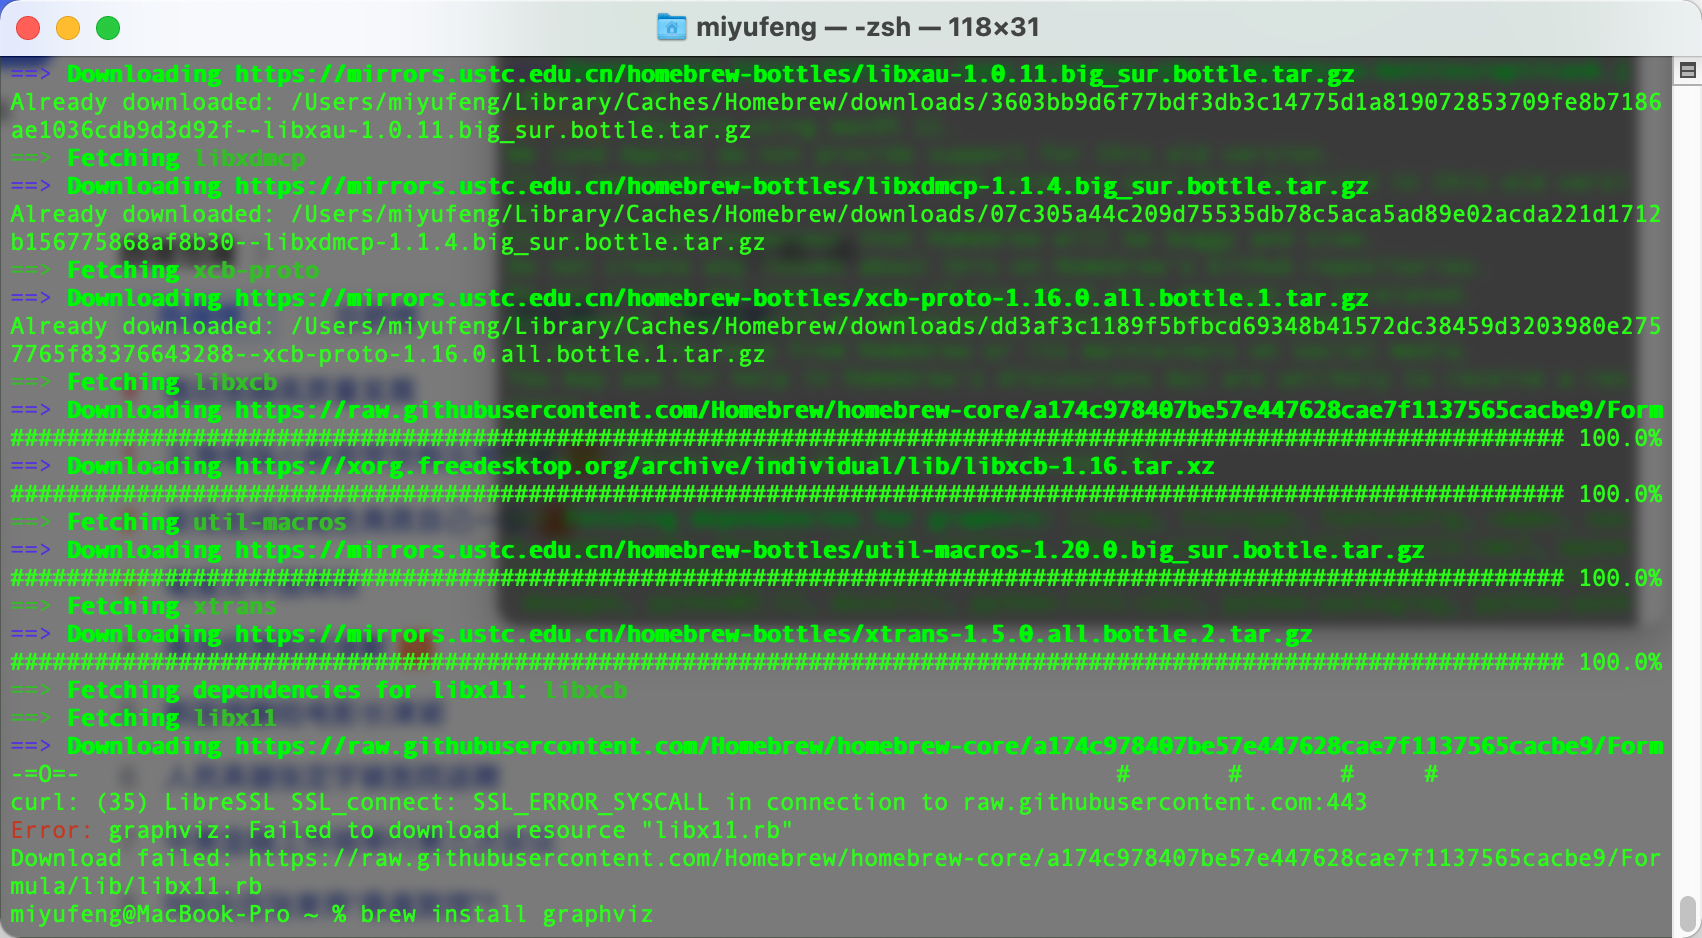 miyufeng — -zsh — 118×31
==> Downloading https://mirrors.ustc.edu.cn/homebrew-bottles/libxau-1.0.11.big_sur.bottle.tar.gz
Already downloaded: /Users/miyufeng/Library/Caches/Homebrew/downloads/3603bb9d6f77bdf3db3c14775d1a819072853709fe8b7186
ae1036cdb9d3d92f--libxau-1.0.11.big_sur.bottle.tar.gz
==> Fetching libxdmcp
==> Downloading https://mirrors.ustc.edu.cn/homebrew-bottles/libxdmcp-1.1.4.big_sur.bottle.tar.gz
Already downloaded: /Users/miyufeng/Library/Caches/Homebrew/downloads/07c305a44c209d75535db78c5aca5ad89e02acda221d1712
b156775868af8b30--libxdmcp-1.1.4.big_sur.bottle.tar.gz
==> Fetching xcb-proto
==> Downloading https://mirrors.ustc.edu.cn/homebrew-bottles/xcb-proto-1.16.0.all.bottle.1.tar.gz
Already downloaded: /Users/miyufeng/Library/Caches/Homebrew/downloads/dd3af3c1189f5bfbcd69348b41572dc38459d3203980e275
7765f83376643288--xcb-proto-1.16.0.all.bottle.1.tar.gz
==> Fetching libxcb
==> Downloading https://raw.githubusercontent.com/Homebrew/homebrew-core/a174c978407be57e447628cae7f1137565cacbe9/Form
############################################################################################################### 100.0%
==> Downloading https://xorg.freedesktop.org/archive/individual/lib/libxcb-1.16.tar.xz
############################################################################################################### 100.0%
==> Fetching util-macros
==> Downloading https://mirrors.ustc.edu.cn/homebrew-bottles/util-macros-1.20.0.big_sur.bottle.tar.gz
############################################################################################################### 100.0%
==> Fetching xtrans
==> Downloading https://mirrors.ustc.edu.cn/homebrew-bottles/xtrans-1.5.0.all.bottle.2.tar.gz
############################################################################################################### 100.0%
==> Fetching dependencies for libx11: libxcb
==> Fetching libx11
==> Downloading https://raw.githubusercontent.com/Homebrew/homebrew-core/a174c978407be57e447628cae7f1137565cacbe9/Form
-=O=- # # # #
curl: (35) LibreSSL SSL_connect: SSL_ERROR_SYSCALL in connection to raw.githubusercontent.com:443
Error: graphviz: Failed to download resource "libx11.rb"
Download failed: https://raw.githubusercontent.com/Homebrew/homebrew-core/a174c978407be57e447628cae7f1137565cacbe9/For
mula/lib/libx11.rb
miyufeng@MacBook-Pro ~ % brew install graphviz